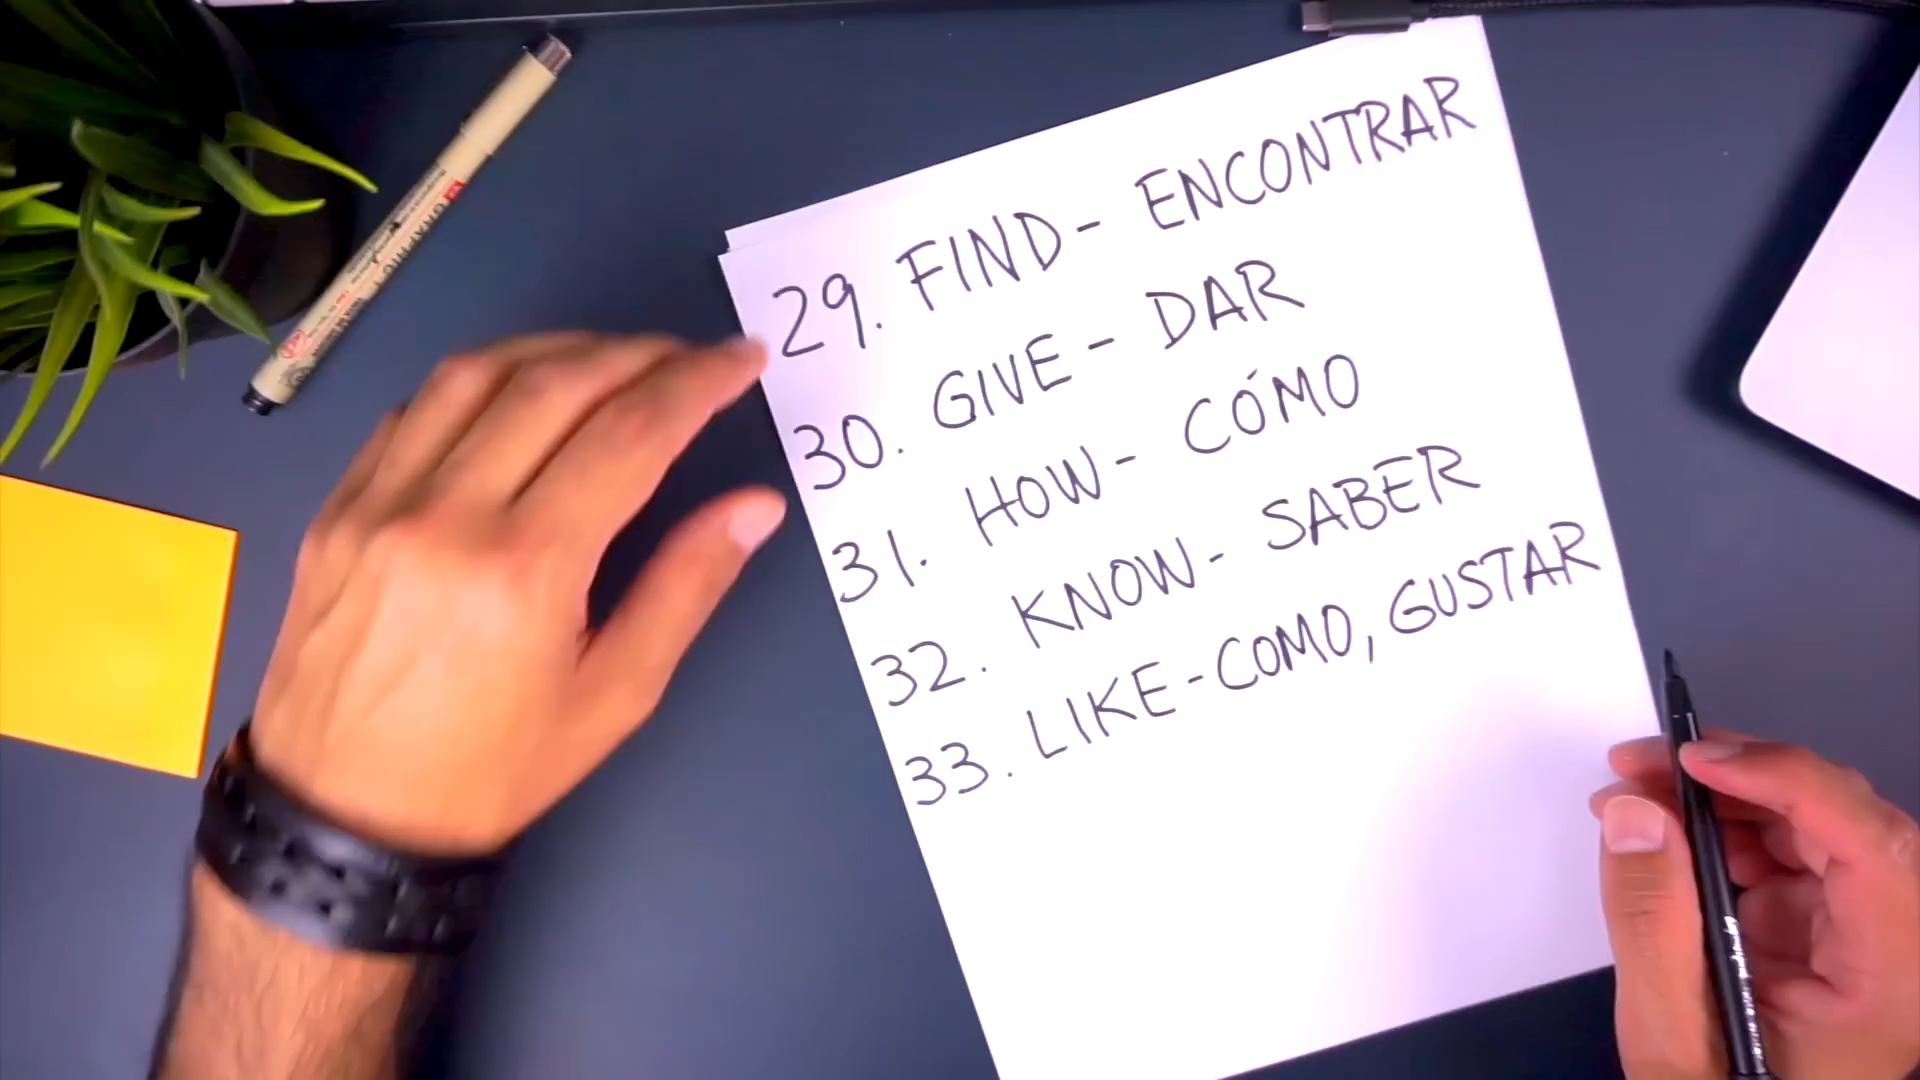 29. FIND - ENCONTRAR
30. GIVE - DAR
31. HOW - CÓMO
32. KNOW - SABER
33. LIKE - COMO, GUSTAR